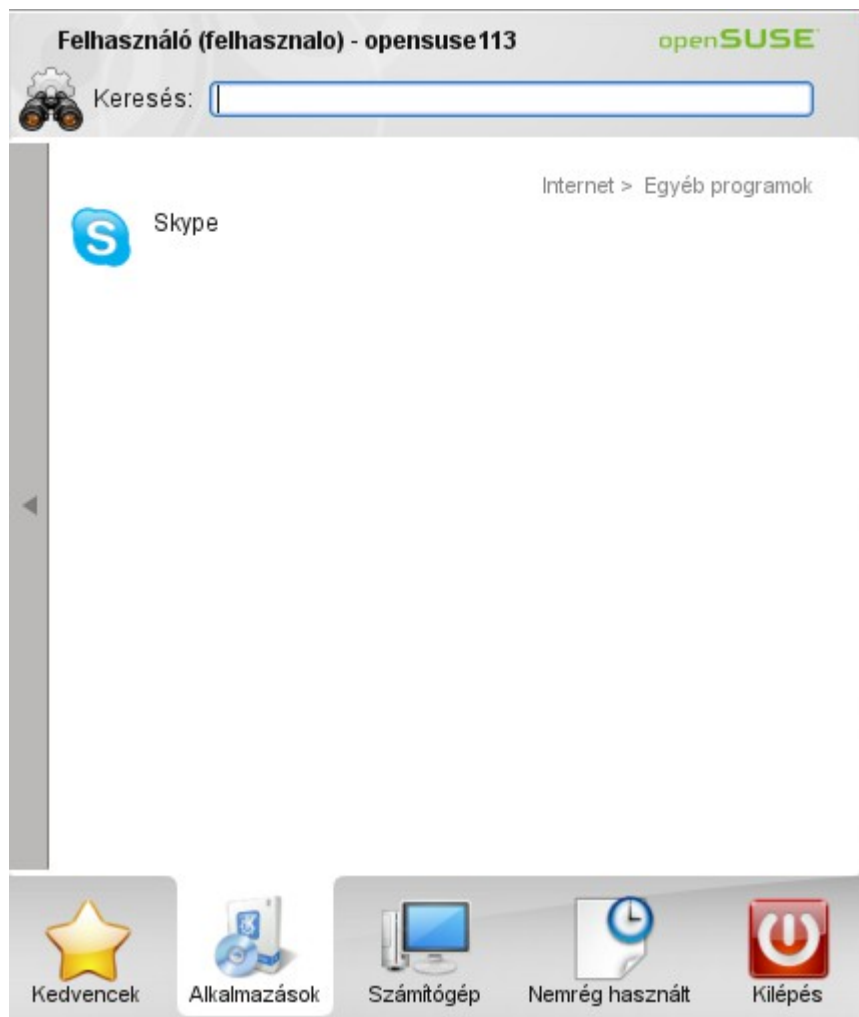 Felhasználó (felhasznalo) - opensuse113
openSUSE
Keresés:
Internet > Egyéb programok
S
Skype
Kedvencek
Alkalmazások
Számítógép
Nemrég használt
Kilépés